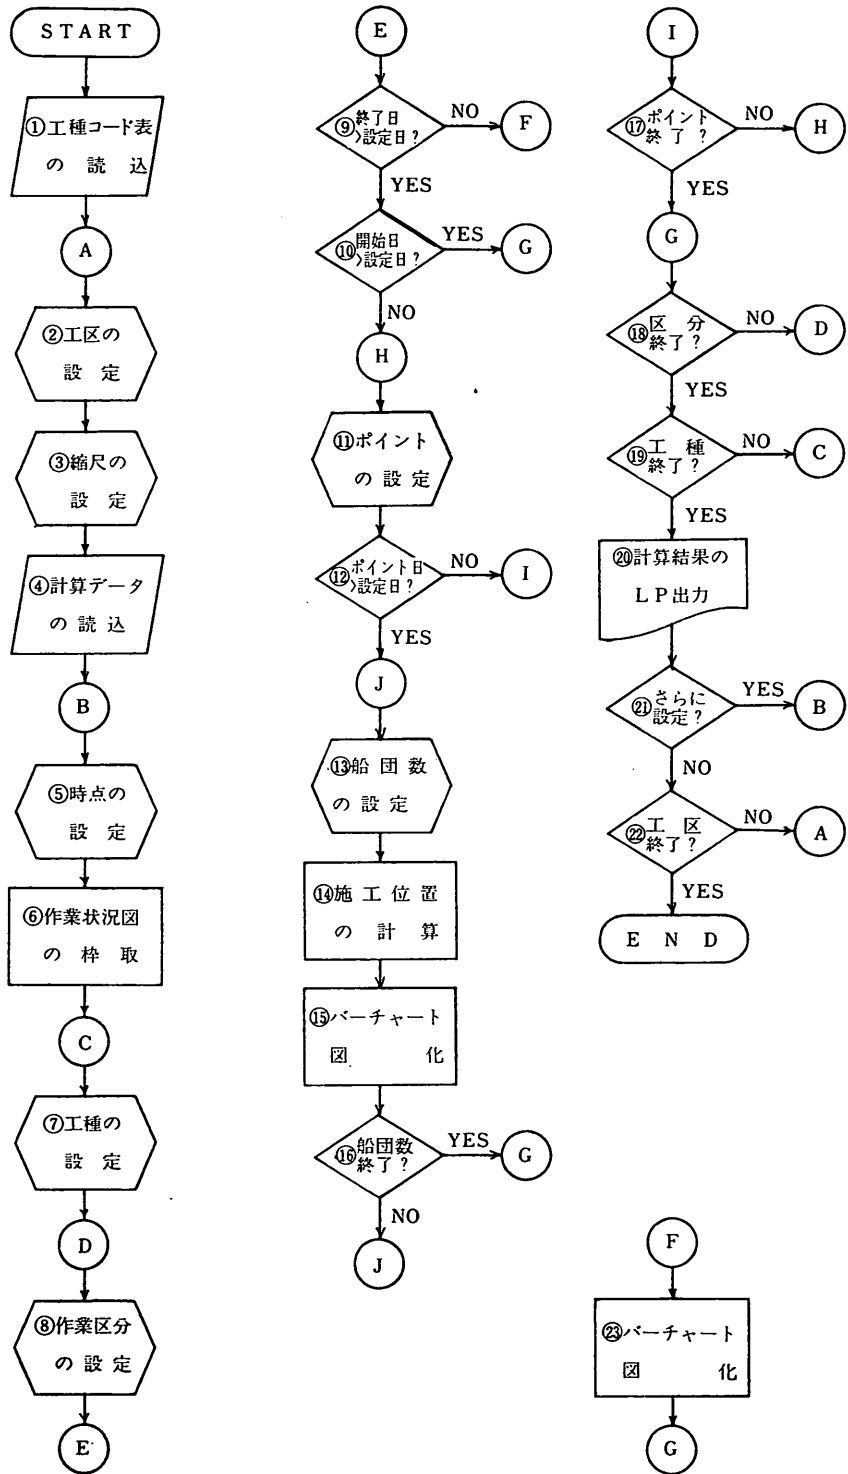 START
①工種コード表
の読込
A
②工区の
設定
③縮尺の
設定
④計算データ
の読込
B
⑤時点の
設定
⑥作業状況図
の枠取
C
⑦工種の
設定
D
⑧作業区分
の設定
E
E
⑨終了日
>設定日?
NO
F
YES
⑩開始日
>設定日?
YES
G
NO
H
⑪ポイント
の設定
⑫ポイント日
>設定日?
NO
I
YES
J
⑬船団数
の設定
⑭施工位置
の計算
⑮バーチャート
図化
⑯船団数
終了?
YES
G
NO
J
I
⑰ポイント
終了?
NO
H
YES
G
⑱区分
終了?
NO
D
YES
⑲工種
終了?
NO
C
YES
⑳計算結果の
LP出力
㉑さらに
設定?
YES
B
NO
㉒工区
終了?
NO
A
YES
END
F
㉓バーチャート
図化
G